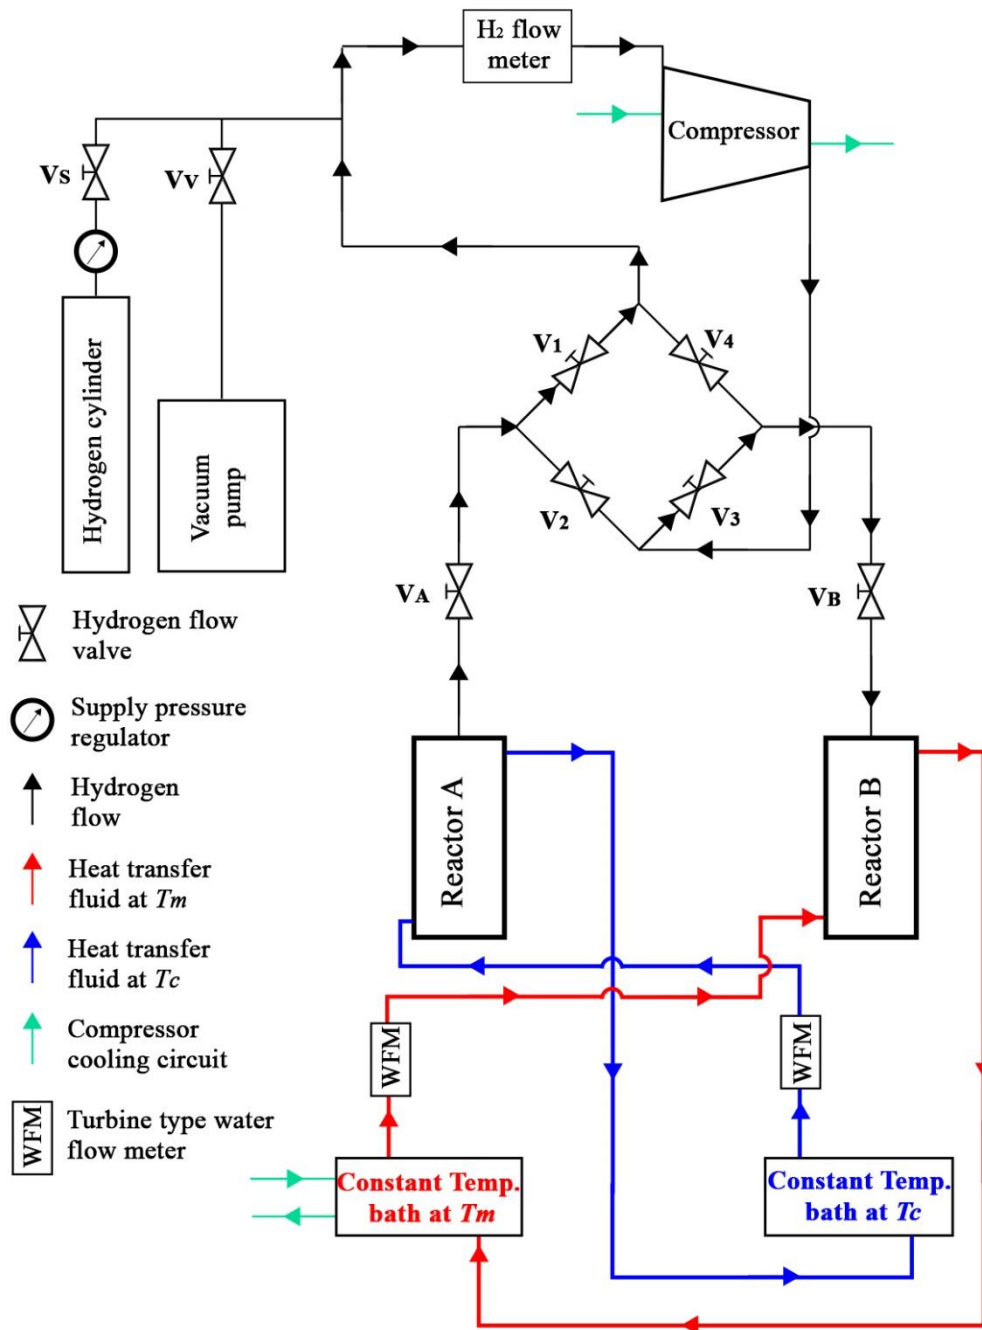 H2 flow
meter
Compressor
VS
VV
Hydrogen cylinder
Vacuum
pump
V1
V4
V2
V3
VA
VB
Hydrogen flow
valve
Supply pressure
regulator
Hydrogen
flow
Heat transfer
fluid at Tm
Heat transfer
fluid at Tc
Compressor
cooling circuit
WFM
Turbine type water
flow meter
Reactor A
Reactor B
WFM
WFM
Constant Temp.
bath at Tm
Constant Temp.
bath at Tc